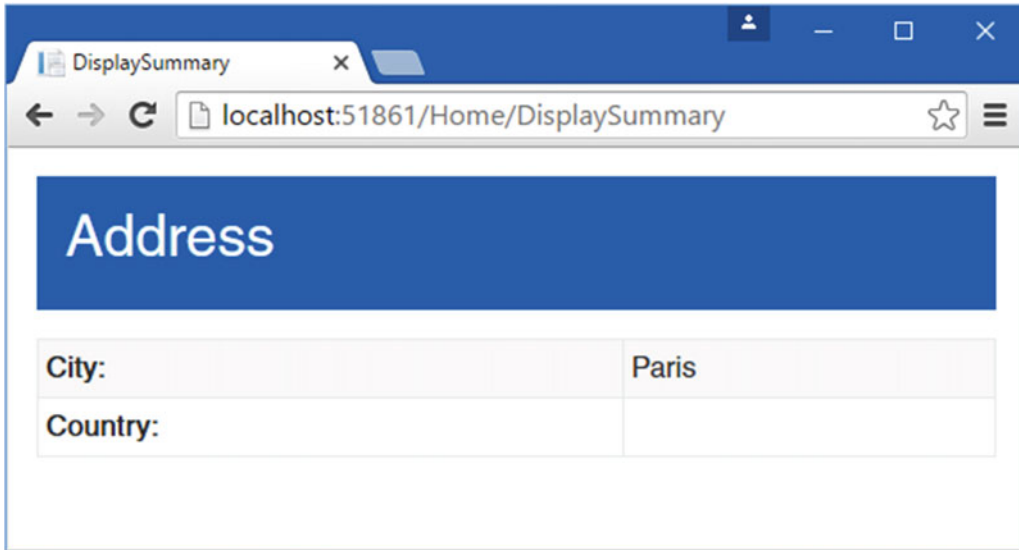 DisplaySummary
localhost:51861/Home/DisplaySummary
Address
City: Paris
Country: